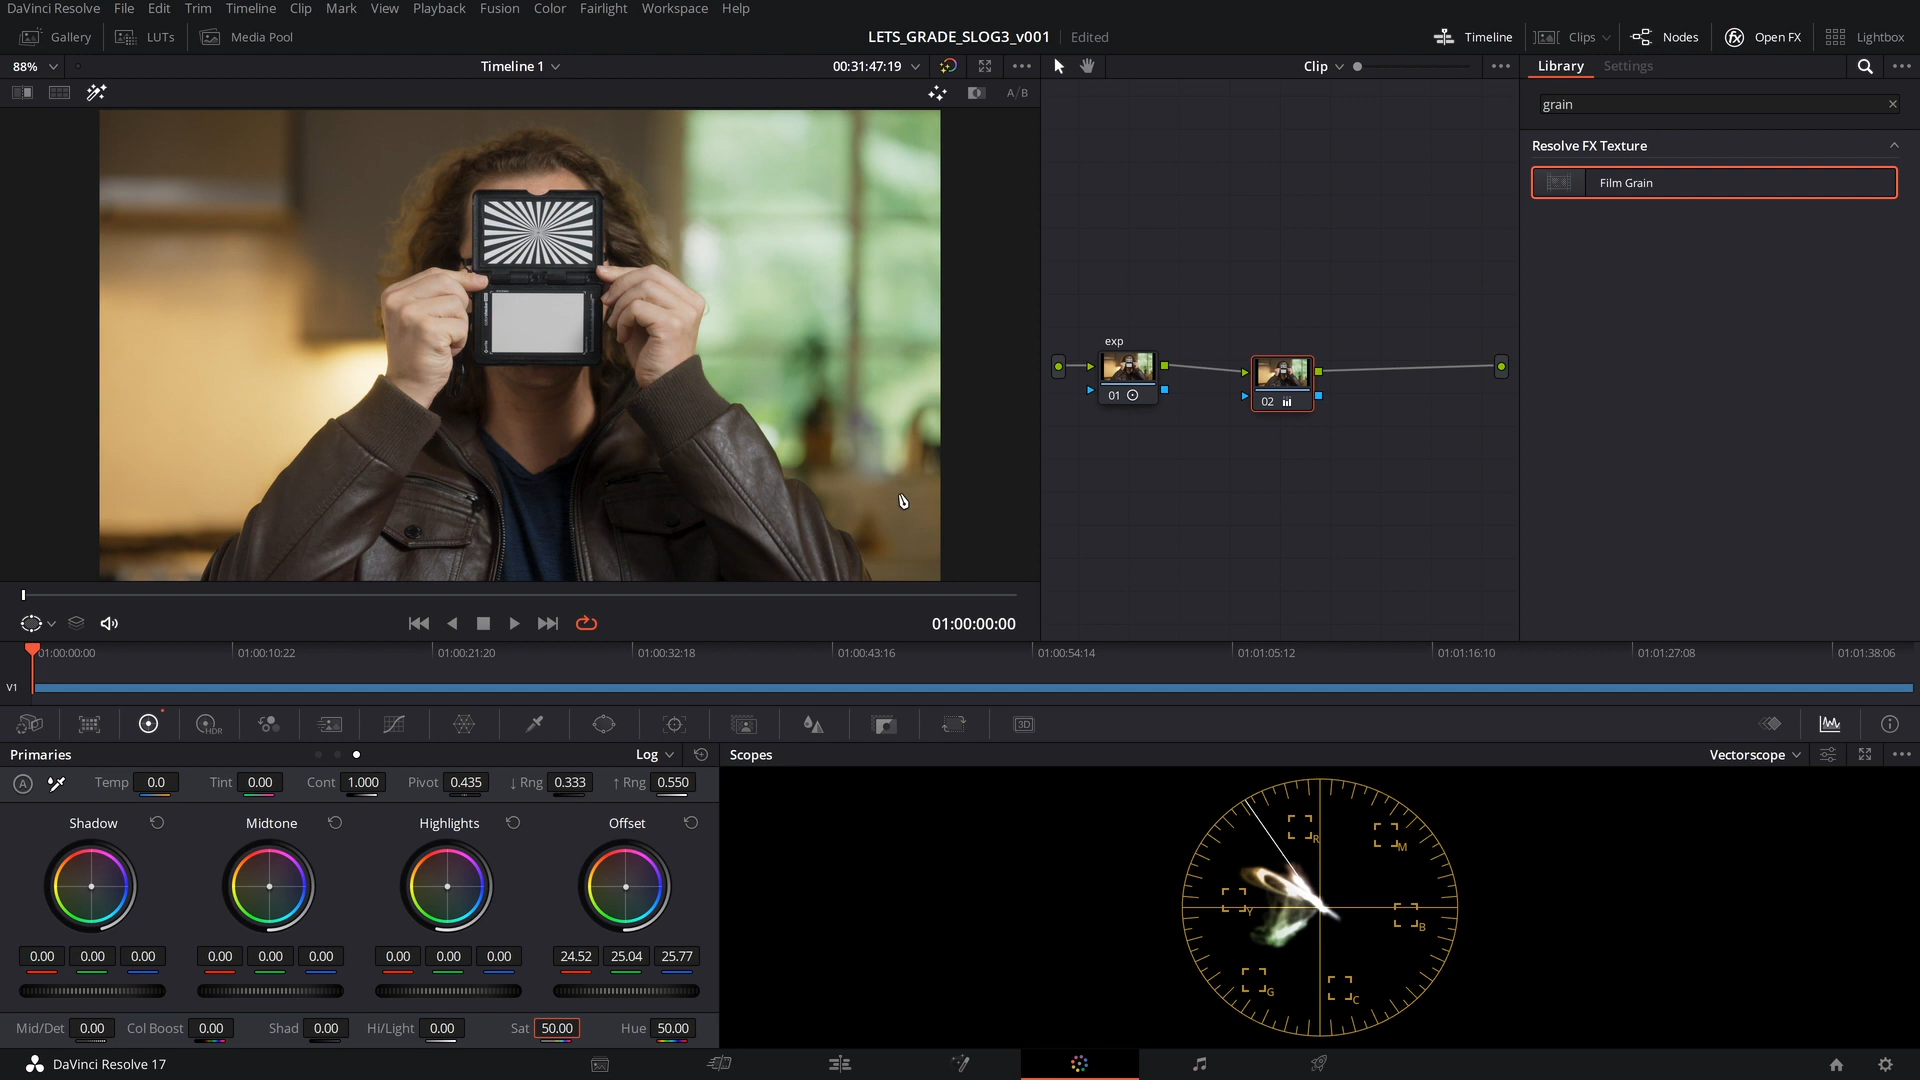 DaVinci Resolve File Edit Trim Timeline Clip Mark View Playback Fusion Color Fairlight Workspace Help
Gallery LUTs Media Pool LETS_GRADE_SLOG3_v001 Edited Timeline Clips Nodes Open FX Lightbox
88% Timeline 1 00:31:47:19 Clip Library Settings
A/B
grain
Resolve FX Texture
Film Grain
exp
01
02
01:00:00:00
01:00:00:00 01:00:10:22 01:00:21:20 01:00:32:18 01:00:43:16 01:00:54:14 01:01:05:12 01:01:16:10 01:01:27:08 01:01:38:06
V1
HDR 3D
Primaries Log Scopes Vectorscope
A Temp 0.0 Tint 0.00 Cont 1.000 Pivot 0.435 ↓ Rng 0.333 ↑ Rng 0.550
Shadow Midtone Highlights Offset
R M
Y B
G C
0.00 0.00 0.00 0.00 0.00 0.00 0.00 0.00 0.00 24.52 25.04 25.77
Mid/Det 0.00 Col Boost 0.00 Shad 0.00 Hi/Light 0.00 Sat 50.00 Hue 50.00
DaVinci Resolve 17